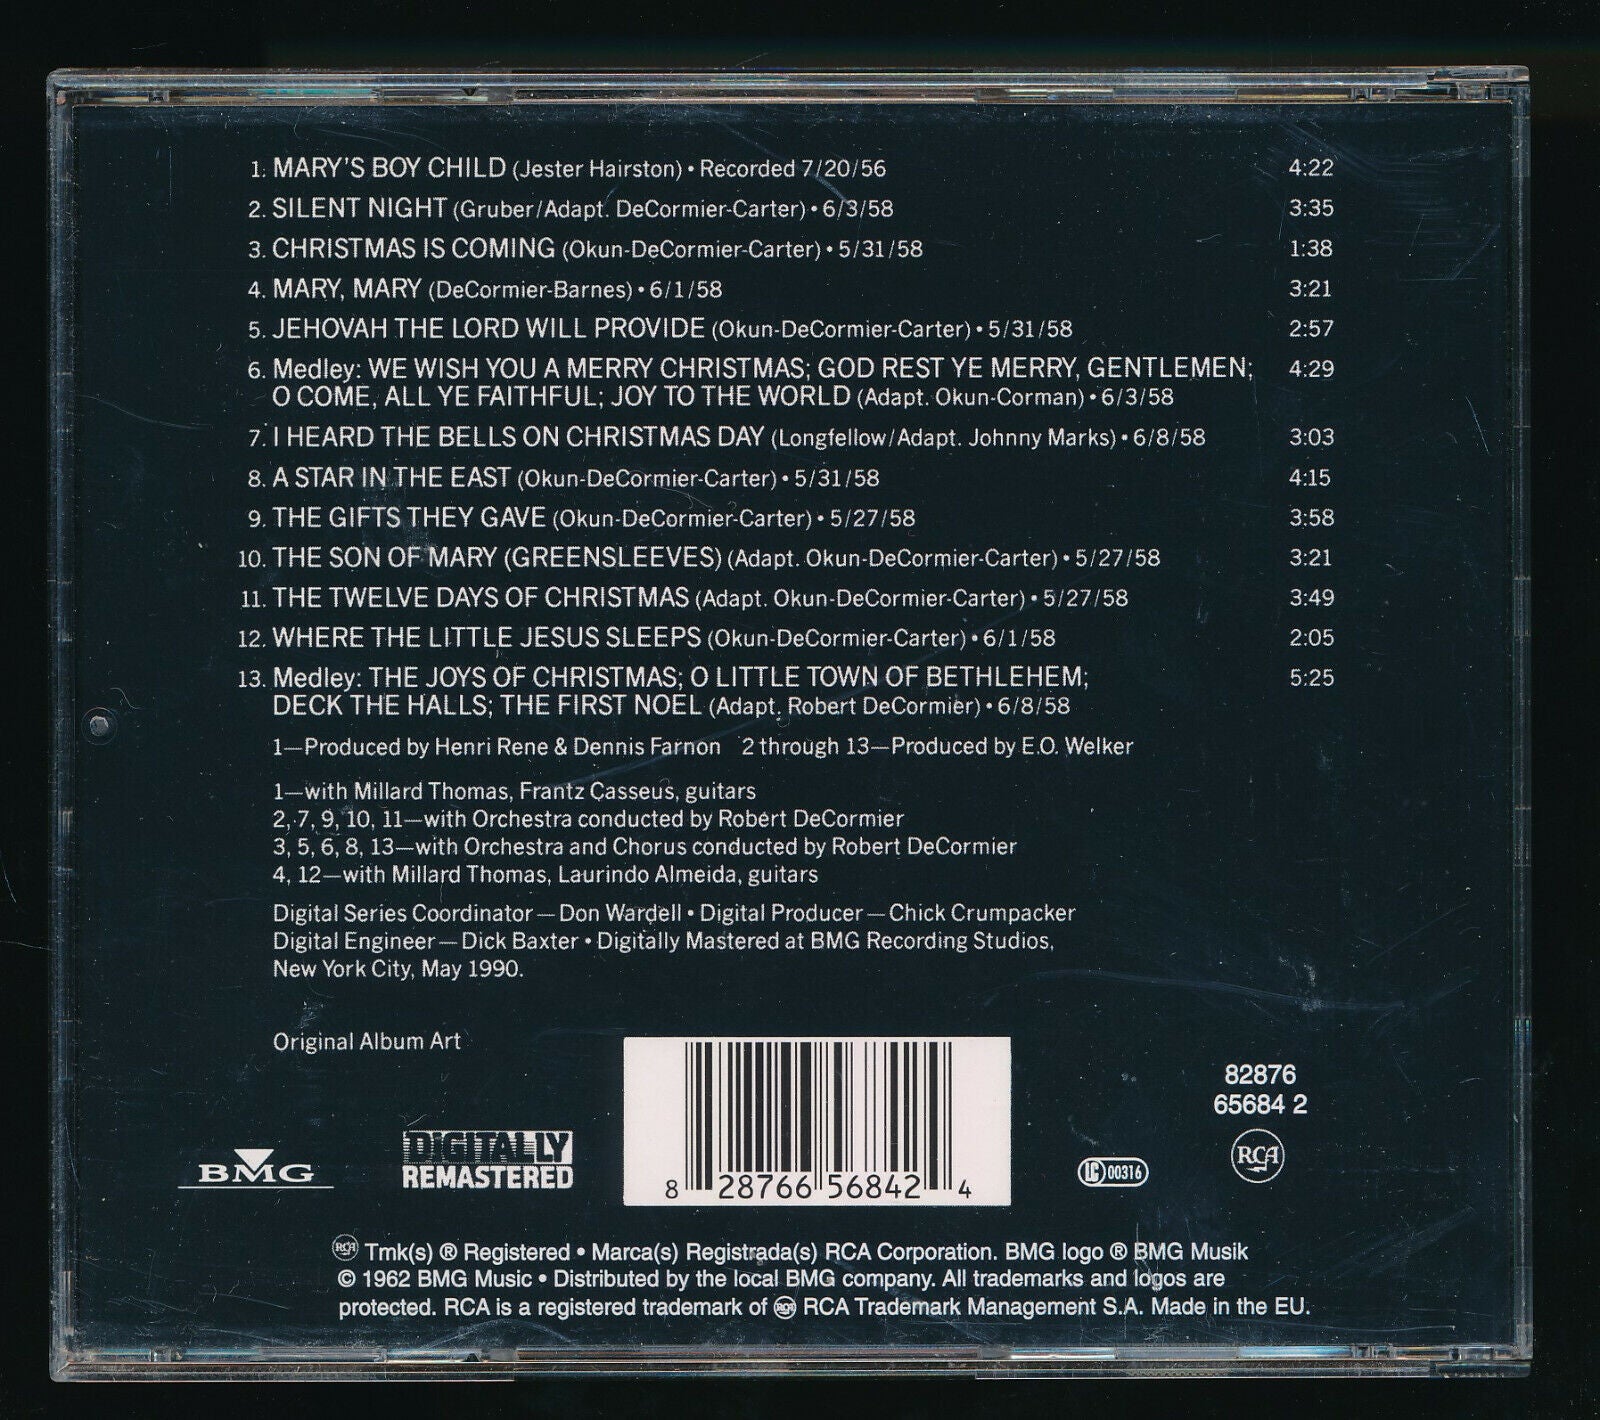 1. MARY'S BOY CHILD (Jester Hairston) • Recorded 7/20/56 4:22
2. SILENT NIGHT (Gruber/Adapt. DeCormier-Carter) • 6/3/58 3:35
3. CHRISTMAS IS COMING (Okun-DeCormier-Carter) • 5/31/58 1:38
4. MARY, MARY (DeCormier-Barnes) • 6/1/58 3:21
5. JEHOVAH THE LORD WILL PROVIDE (Okun-DeCormier-Carter) • 5/31/58 2:57
6. Medley: WE WISH YOU A MERRY CHRISTMAS; GOD REST YE MERRY, GENTLEMEN; 4:29
O COME, ALL YE FAITHFUL; JOY TO THE WORLD (Adapt. Okun-Corman) • 6/3/58
7. I HEARD THE BELLS ON CHRISTMAS DAY (Longfellow/Adapt. Johnny Marks) • 6/8/58 3:03
8. A STAR IN THE EAST (Okun-DeCormier-Carter) • 5/31/58 4:15
9. THE GIFTS THEY GAVE (Okun-DeCormier-Carter) • 5/27/58 3:58
10. THE SON OF MARY (GREENSLEEVES) (Adapt. Okun-DeCormier-Carter) • 5/27/58 3:21
11. THE TWELVE DAYS OF CHRISTMAS (Adapt. Okun-DeCormier-Carter) • 5/27/58 3:49
12. WHERE THE LITTLE JESUS SLEEPS (Okun-DeCormier-Carter) • 6/1/58 2:05
13. Medley: THE JOYS OF CHRISTMAS; O LITTLE TOWN OF BETHLEHEM; 5:25
DECK THE HALLS; THE FIRST NOEL (Adapt. Robert DeCormier) • 6/8/58
1—Produced by Henri Rene & Dennis Farnon 2 through 13—Produced by E.O. Welker
1—with Millard Thomas, Frantz Casseus, guitars
2, 7, 9, 10, 11—with Orchestra conducted by Robert DeCormier
3, 5, 6, 8, 13—with Orchestra and Chorus conducted by Robert DeCormier
4, 12—with Millard Thomas, Laurindo Almeida, guitars
Digital Series Coordinator — Don Wardell • Digital Producer — Chick Crumpacker
Digital Engineer — Dick Baxter • Digitally Mastered at BMG Recording Studios,
New York City, May 1990.
Original Album Art
82876
65684 2
BMG
DIGITALLY
REMASTERED
8 28766 56842 4
LC 00316
RCA
RCA Tmk(s) ® Registered • Marca(s) Registrada(s) RCA Corporation. BMG logo ® BMG Musik
© 1962 BMG Music • Distributed by the local BMG company. All trademarks and logos are
protected. RCA is a registered trademark of RCA RCA Trademark Management S.A. Made in the EU.